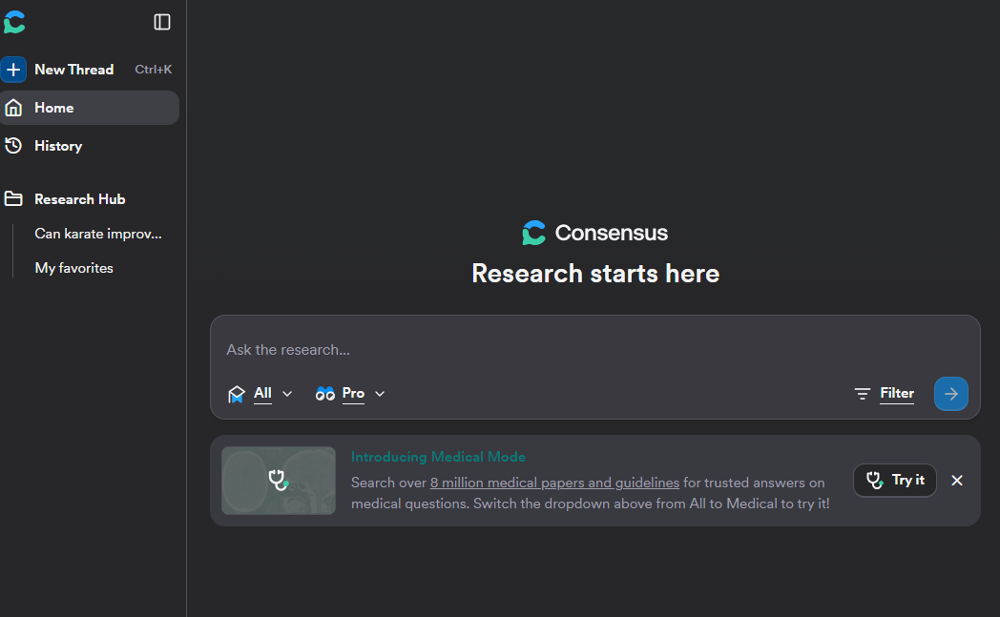 New Thread Ctrl+K
Home
History
Research Hub
Can karate improv...
My favorites
Consensus
Research starts here
Ask the research...
All Pro Filter
Introducing Medical Mode
Search over 8 million medical papers and guidelines for trusted answers on
medical questions. Switch the dropdown above from All to Medical to try it!
Try it